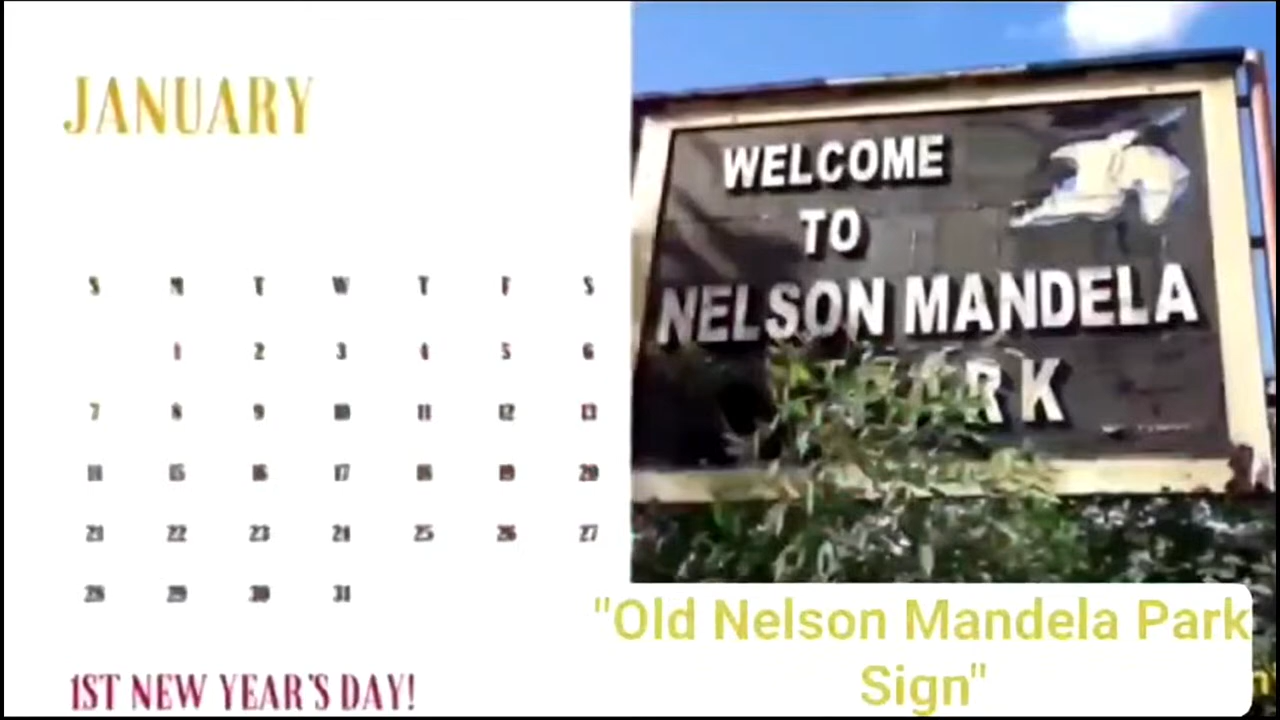 JANUARY
S M T W T F S
1 2 3 4 5 6
7 8 9 10 11 12 13
14 15 16 17 18 19 20
21 22 23 24 25 26 27
28 29 30 31
1ST NEW YEAR'S DAY!
WELCOME
TO
NELSON MANDELA
PARK
"Old Nelson Mandela Park
Sign"